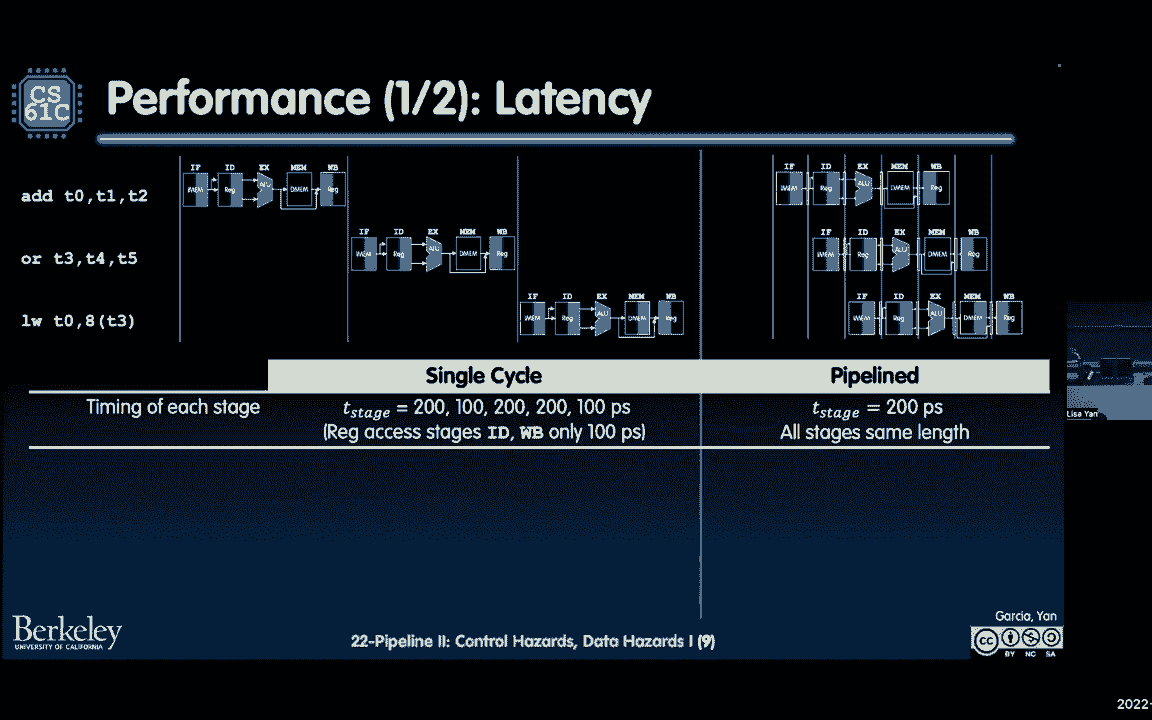 CS
61C
Performance (1/2): Latency
add t0,t1,t2
IF ID EX MEM WB
IMEM Reg ALU DMEM Reg
IF ID EX MEM WB
IMEM Reg ALU DMEM Reg
or t3,t4,t5
IF ID EX MEM WB
IMEM Reg ALU DMEM Reg
IF ID EX MEM WB
IMEM Reg ALU DMEM Reg
lw t0,8(t3)
IF ID EX MEM WB
IMEM Reg ALU DMEM Reg
IF ID EX MEM WB
IMEM Reg ALU DMEM Reg
Single Cycle Pipelined
Timing of each stage
t_stage = 200, 100, 200, 200, 100 ps
(Reg access stages ID, WB only 100 ps)
t_stage = 200 ps
All stages same length
Lisa Yan
Berkeley
UNIVERSITY OF CALIFORNIA
22-Pipeline II: Control Hazards, Data Hazards I (9)
Garcia, Yan
cc
BY NC SA
2022-